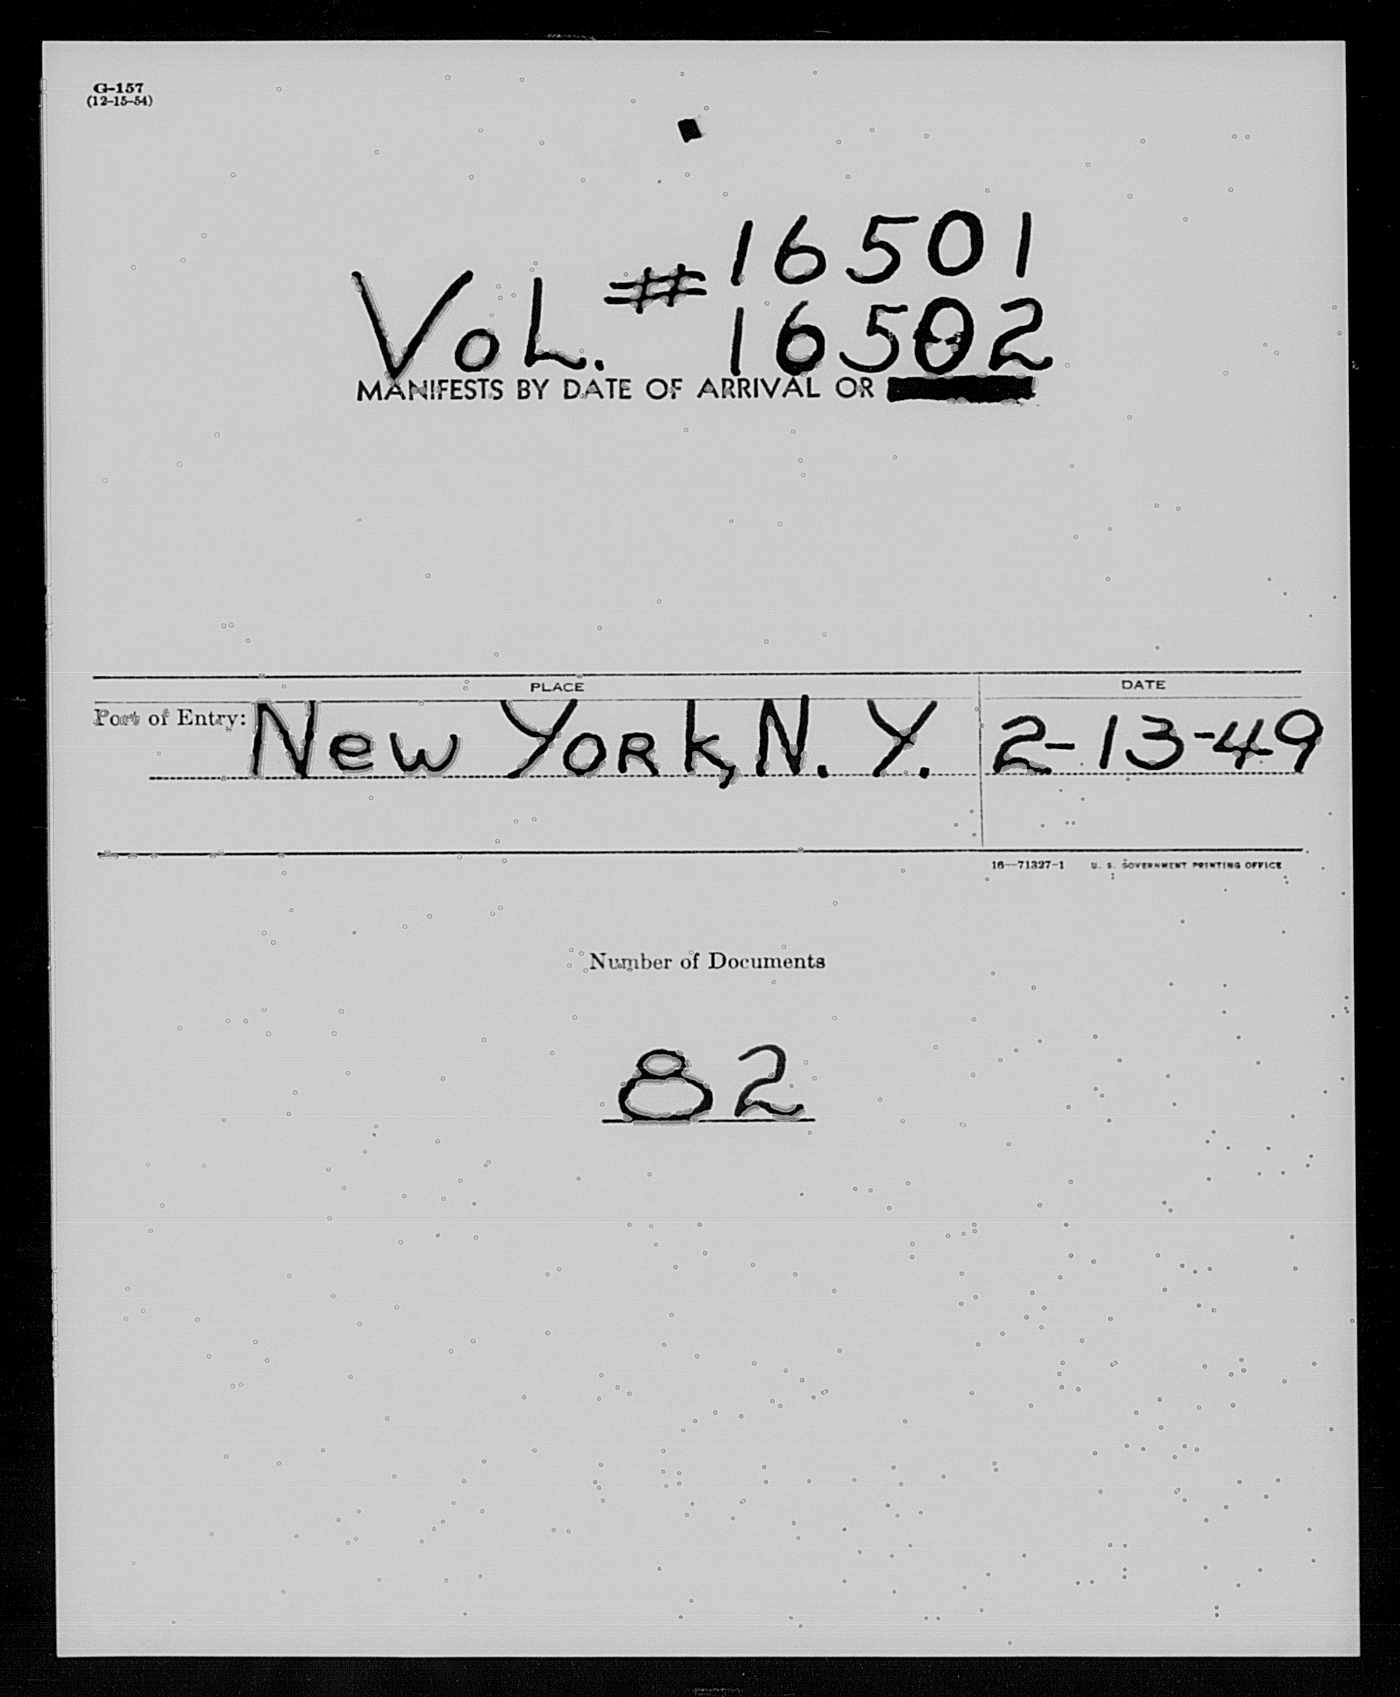 G-157
(12-15-54)
VOL. # 16501
16502
MANIFESTS BY DATE OF ARRIVAL OR
PLACE DATE
Port of Entry: New York, N. Y. 2-13-49
16—71327-1 U. S. GOVERNMENT PRINTING OFFICE
Number of Documents
82